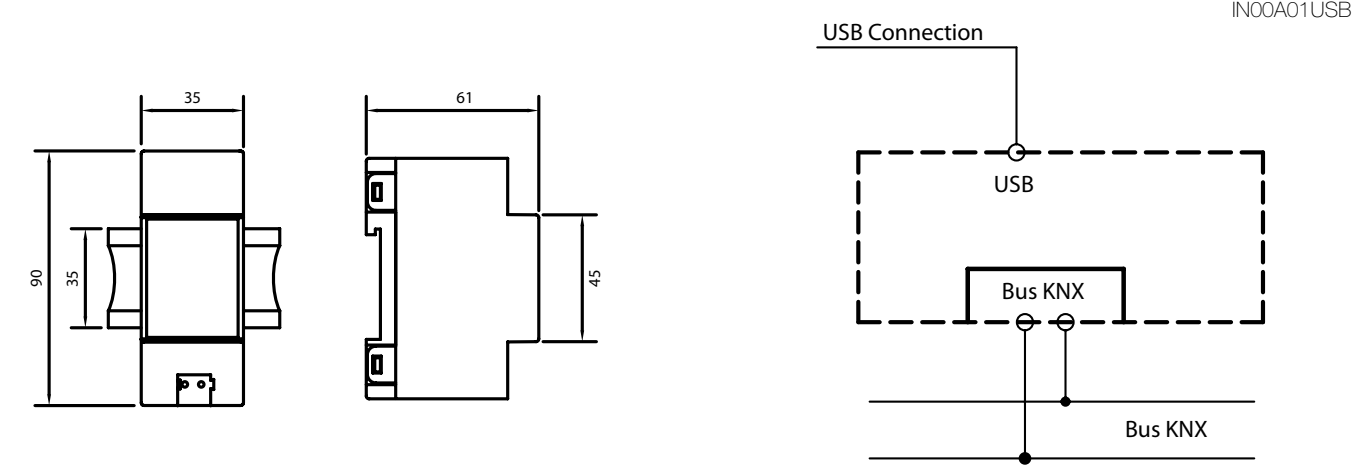 IN00A01USB
USB Connection
35
61
USB
90
35
45
Bus KNX
Bus KNX